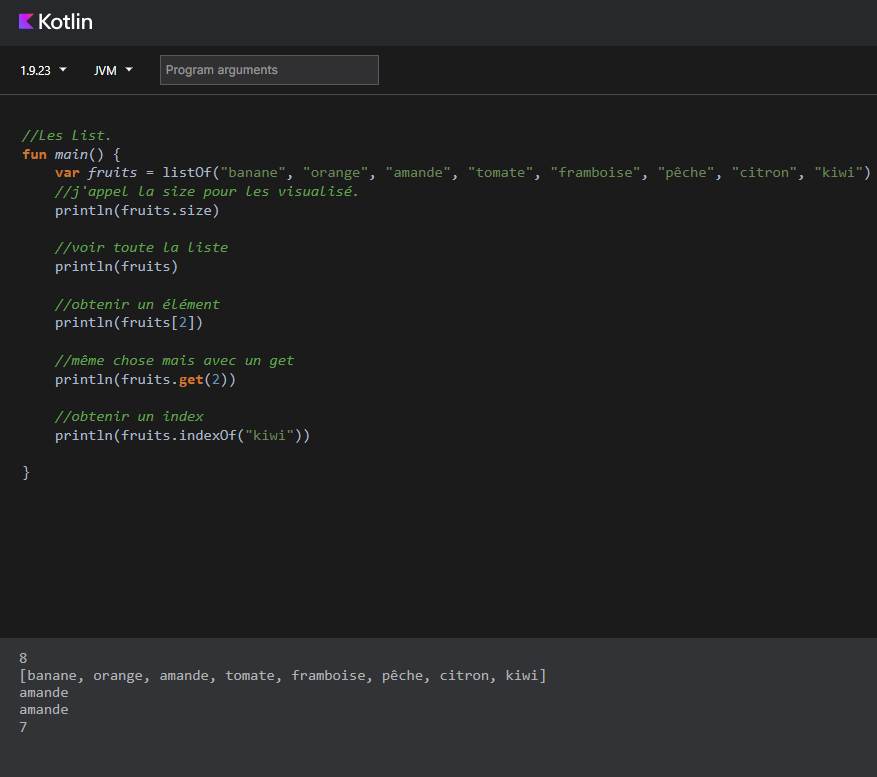 Kotlin
1.9.23 JVM Program arguments
//Les List.
fun main() {
    var fruits = listOf("banane", "orange", "amande", "tomate", "framboise", "pêche", "citron", "kiwi")
    //j'appel la size pour les visualisé.
    println(fruits.size)
    //voir toute la liste
    println(fruits)
    //obtenir un élément
    println(fruits[2])
    //même chose mais avec un get
    println(fruits.get(2))
    //obtenir un index
    println(fruits.indexOf("kiwi"))
}
8
[banane, orange, amande, tomate, framboise, pêche, citron, kiwi]
amande
amande
7